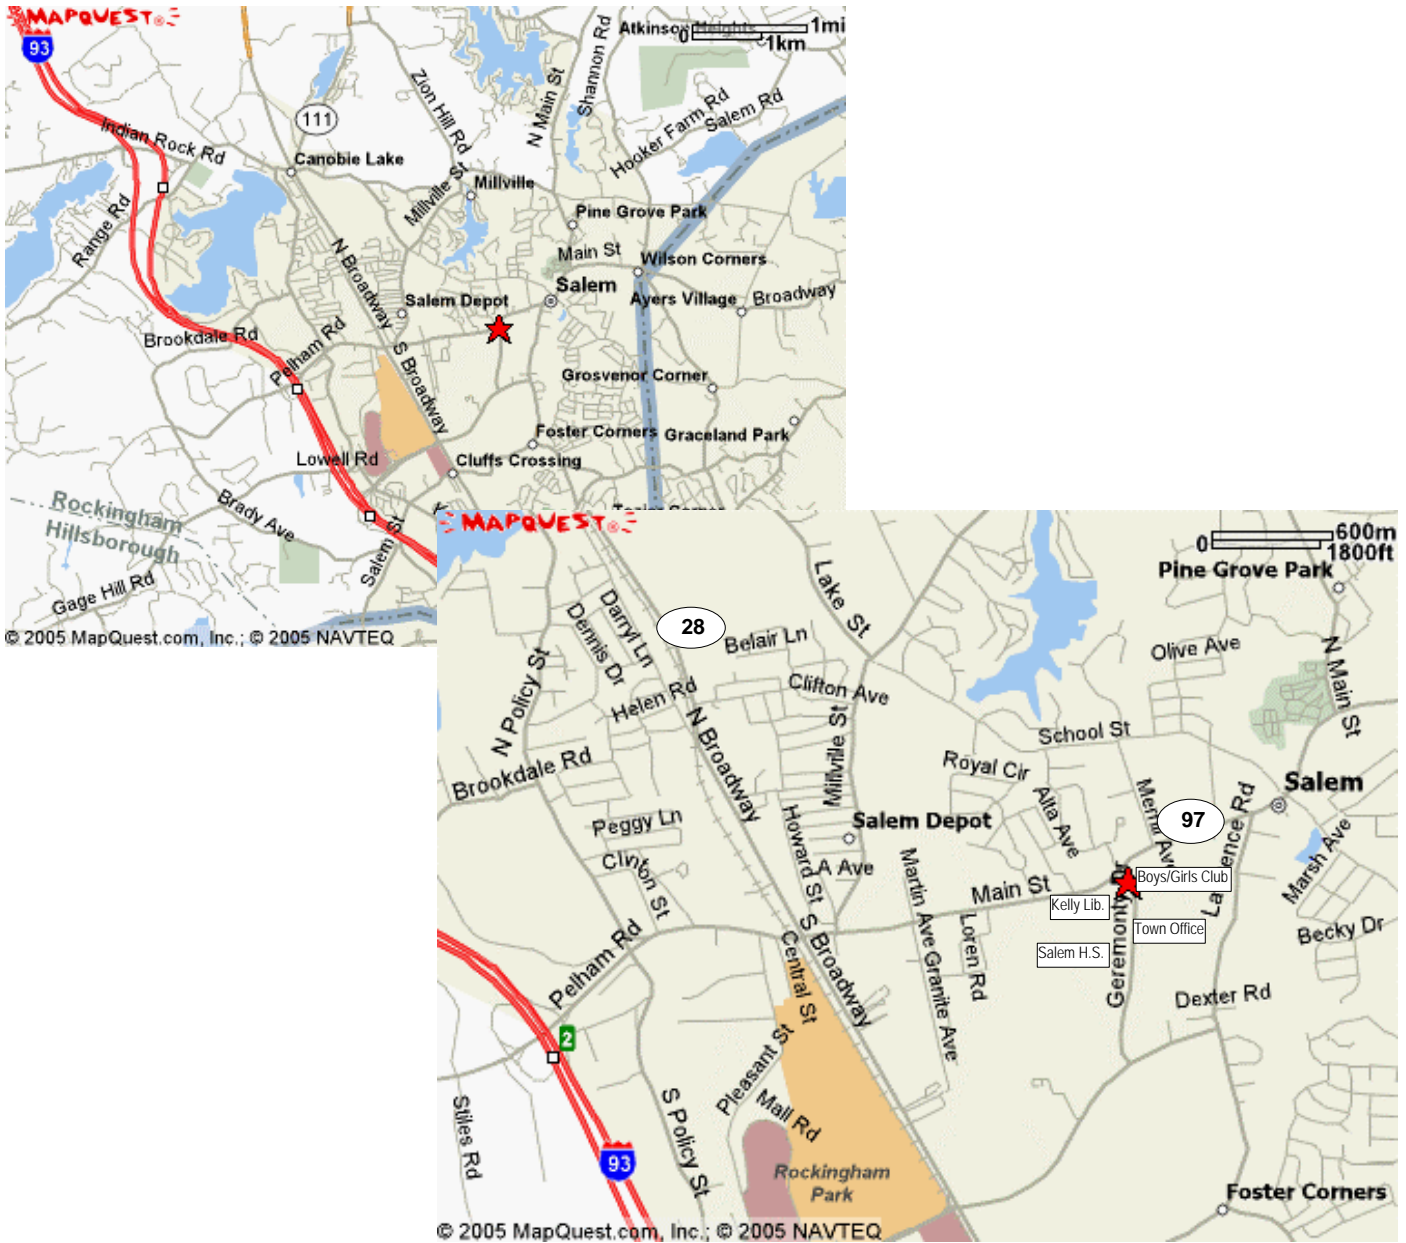 MAPQUEST
93
Atkinson Heights
0
1mi
1km
Shannon Rd
Zion Hill Rd
N Main St
111
Indian Rock Rd
Hooker Farm Rd
Salem Rd
Canobie Lake
Millville St
Millville
Range Rd
Pine Grove Park
N Broadway
Main St
Wilson Corners
Salem Depot
Salem
Ayers Village
Broadway
Brookdale Rd
Pelham Rd
S Broadway
Grosvenor Corner
Foster Corners
Graceland Park
Lowell Rd
Cluffs Crossing
Rockingham
Hillsborough
Brady Ave
Salem St
Gage Hill Rd
© 2005 MapQuest.com, Inc.; © 2005 NAVTEQ
MAPQUEST
0
600m
1800ft
Pine Grove Park
Lake St
Darryl Ln
Dennis Dr
28
Belair Ln
Olive Ave
N Main St
N Policy St
Helen Rd
Clifton Ave
N Broadway
Millville St
School St
Brookdale Rd
Royal Cir
Salem
Alta Ave
Merrill Ave
97
Lawrence Rd
Peggy Ln
Howard St
Salem Depot
Marsh Ave
Clinton St
A Ave
Martin Ave
Main St
Boys/Girls Club
Kelly Lib.
Town Office
Becky Dr
Salem H.S.
Geremonty Dr
Pelham Rd
S Broadway
Central St
Loren Rd
Granite Ave
Dexter Rd
2
Pleasant St
Mall Rd
Stiles Rd
S Policy St
93
Rockingham
Park
Foster Corners
© 2005 MapQuest.com, Inc.; © 2005 NAVTEQ